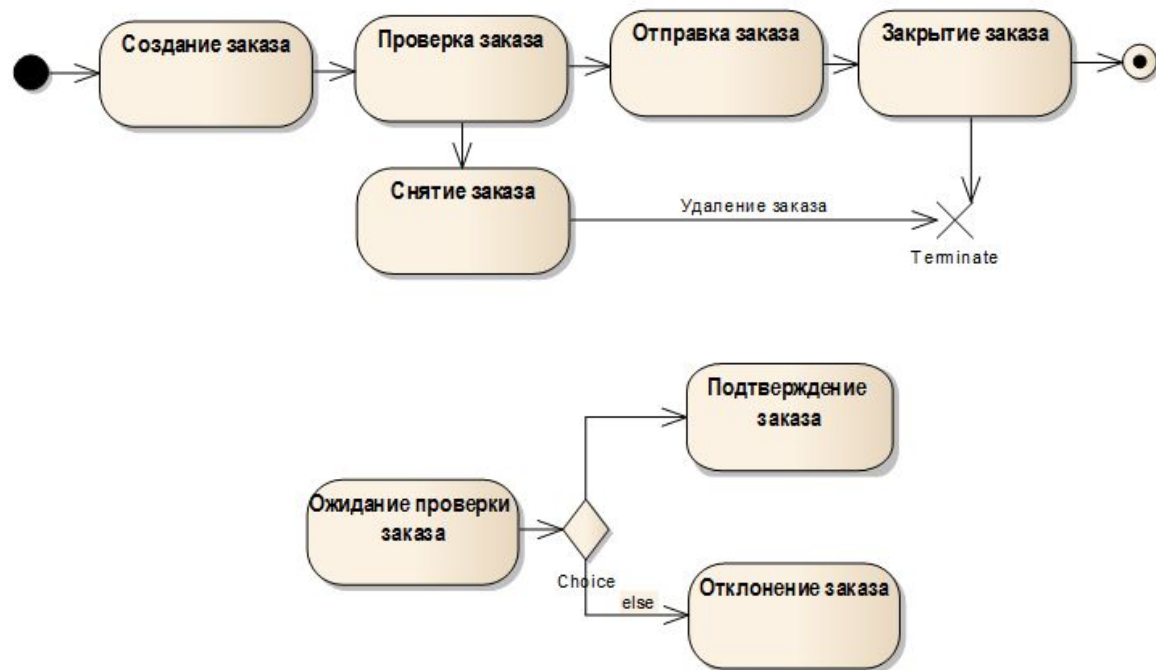 Создание заказа
Проверка заказа
Отправка заказа
Закрытие заказа
Снятие заказа
Удаление заказа
Terminate
Подтверждение
заказа
Ожидание проверки
заказа
Choice
else
Отклонение заказа